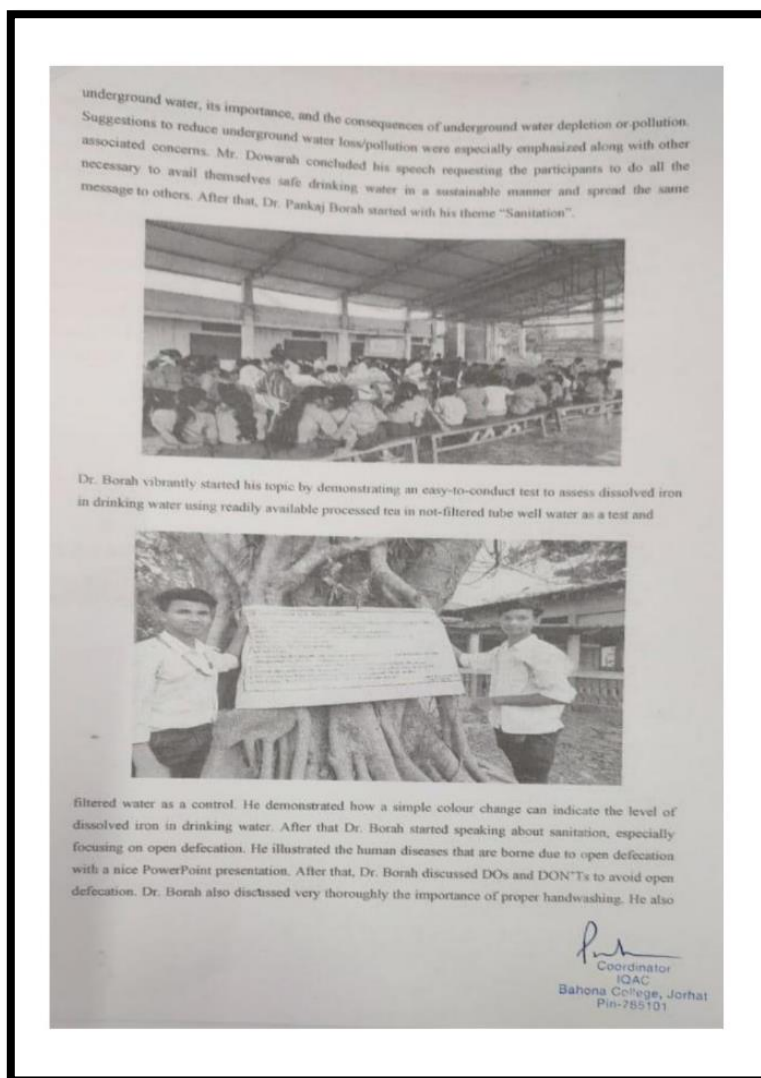 underground water, its importance, and the consequences of underground water depletion or pollution.
Suggestions to reduce underground water loss/pollution were especially emphasized along with other
associated concerns. Mr. Dowarah concluded his speech requesting the participants to do all the
necessary to avail themselves safe drinking water in a sustainable manner and spread the same
message to others. After that, Dr. Pankaj Borah started with his theme “Sanitation”.
Dr. Borah vibrantly started his topic by demonstrating an easy-to-conduct test to assess dissolved iron
in drinking water using readily available processed tea in not-filtered tube well water as a test and
filtered water as a control. He demonstrated how a simple colour change can indicate the level of
dissolved iron in drinking water. After that Dr. Borah started speaking about sanitation, especially
focusing on open defecation. He illustrated the human diseases that are borne due to open defecation
with a nice PowerPoint presentation. After that, Dr. Borah discussed DOs and DON"Ts to avoid open
defecation. Dr. Borah also discussed very thoroughly the importance of proper handwashing. He also
Coordinator
IQAC
Bahona College, Jorhat
Pin-785101